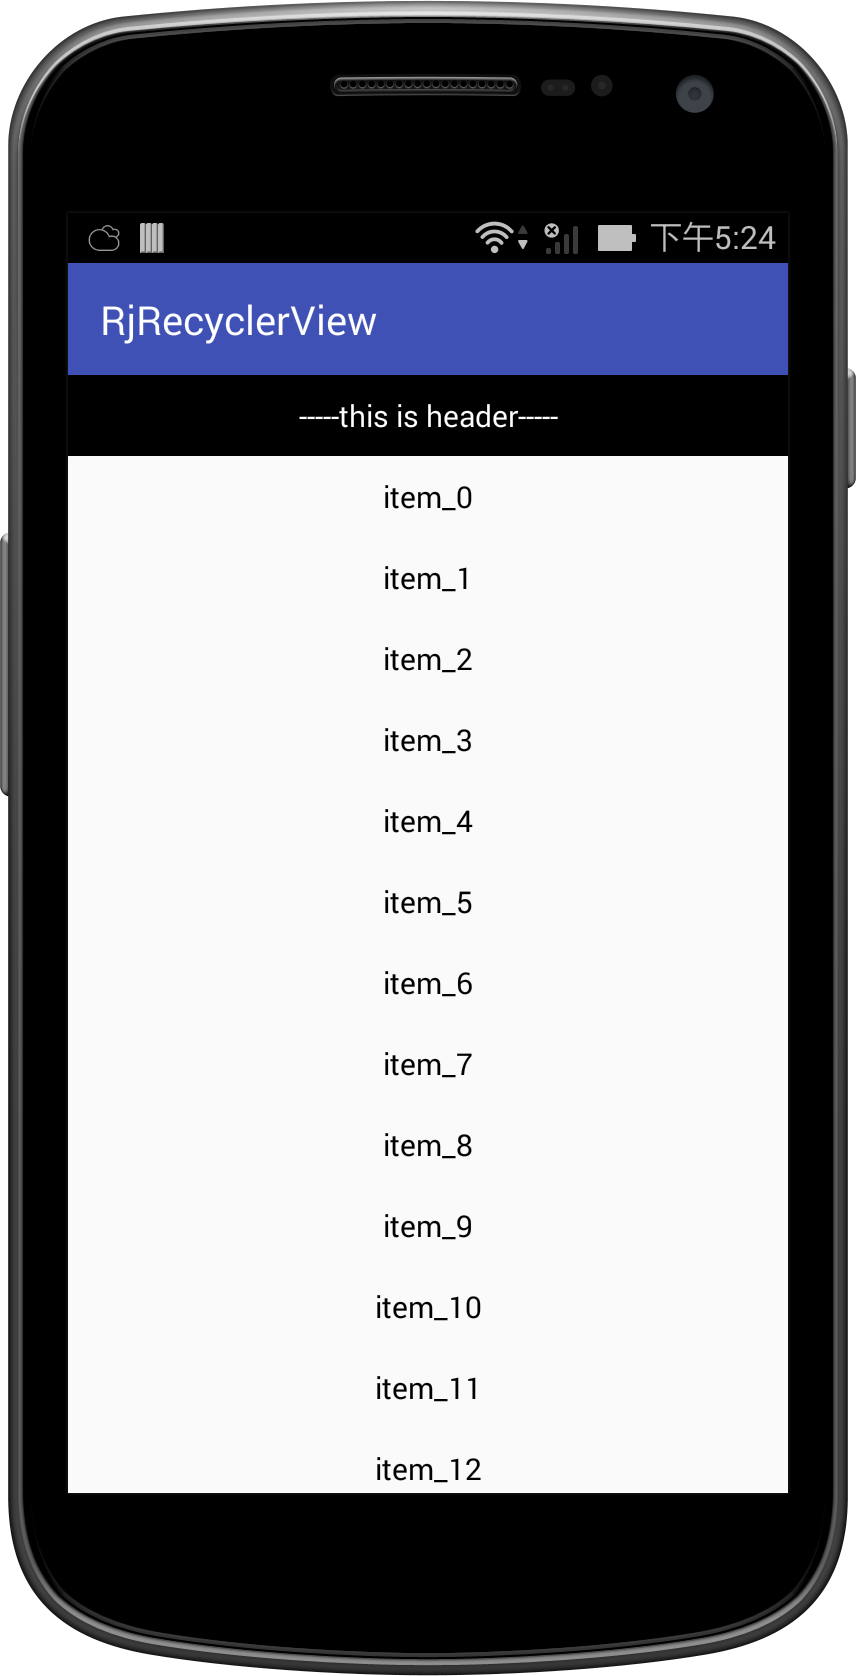 下午5:24
RjRecyclerView
-----this is header-----
item_0
item_1
item_2
item_3
item_4
item_5
item_6
item_7
item_8
item_9
item_10
item_11
item_12